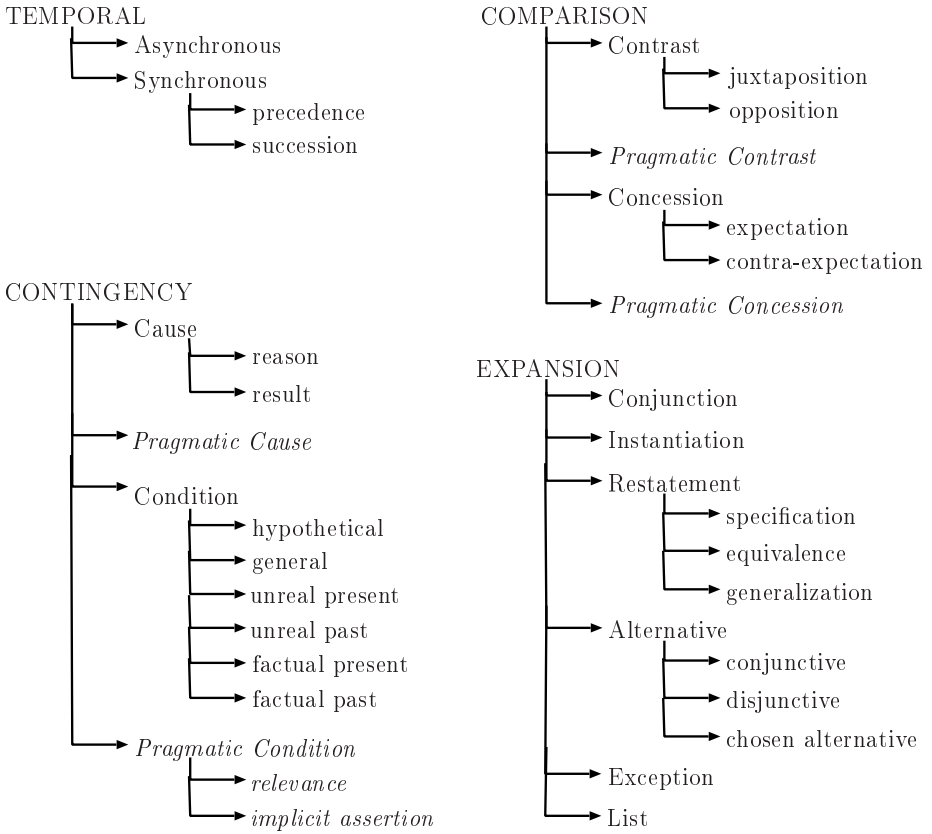 TEMPORAL
Asynchronous
Synchronous
precedence
succession
CONTINGENCY
Cause
reason
result
Pragmatic Cause
Condition
hypothetical
general
unreal present
unreal past
factual present
factual past
Pragmatic Condition
relevance
implicit assertion
COMPARISON
Contrast
juxtaposition
opposition
Pragmatic Contrast
Concession
expectation
contra-expectation
Pragmatic Concession
EXPANSION
Conjunction
Instantiation
Restatement
specification
equivalence
generalization
Alternative
conjunctive
disjunctive
chosen alternative
Exception
List